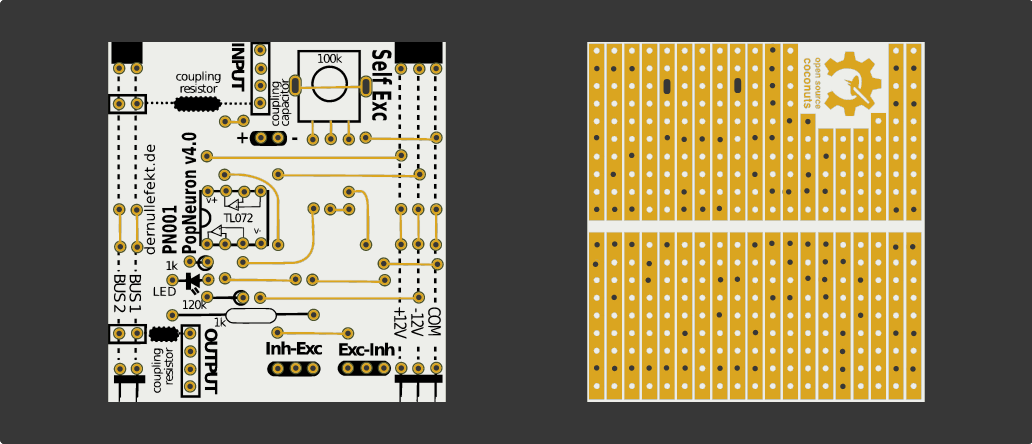 INPUT
100k
Self Exc
coupling
resistor
coupling
capacitor
open source
coconuts
+
-
dernullefekt.de
PN001
PopNeuron v4.0
v+
TL072
v-
1k
LED
120k
1k
BUS 2
BUS 1
+12V
-12V
COM
coupling
resistor
OUTPUT
Inh-Exc
Exc-Inh